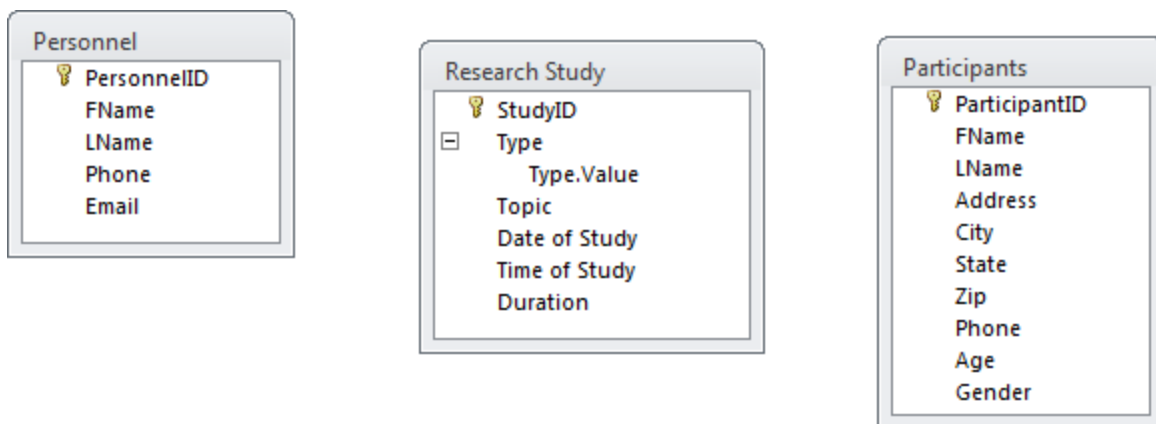 Personnel
PersonnelID
FName
LName
Phone
Email
Research Study
StudyID
Type
Type.Value
Topic
Date of Study
Time of Study
Duration
Participants
ParticipantID
FName
LName
Address
City
State
Zip
Phone
Age
Gender